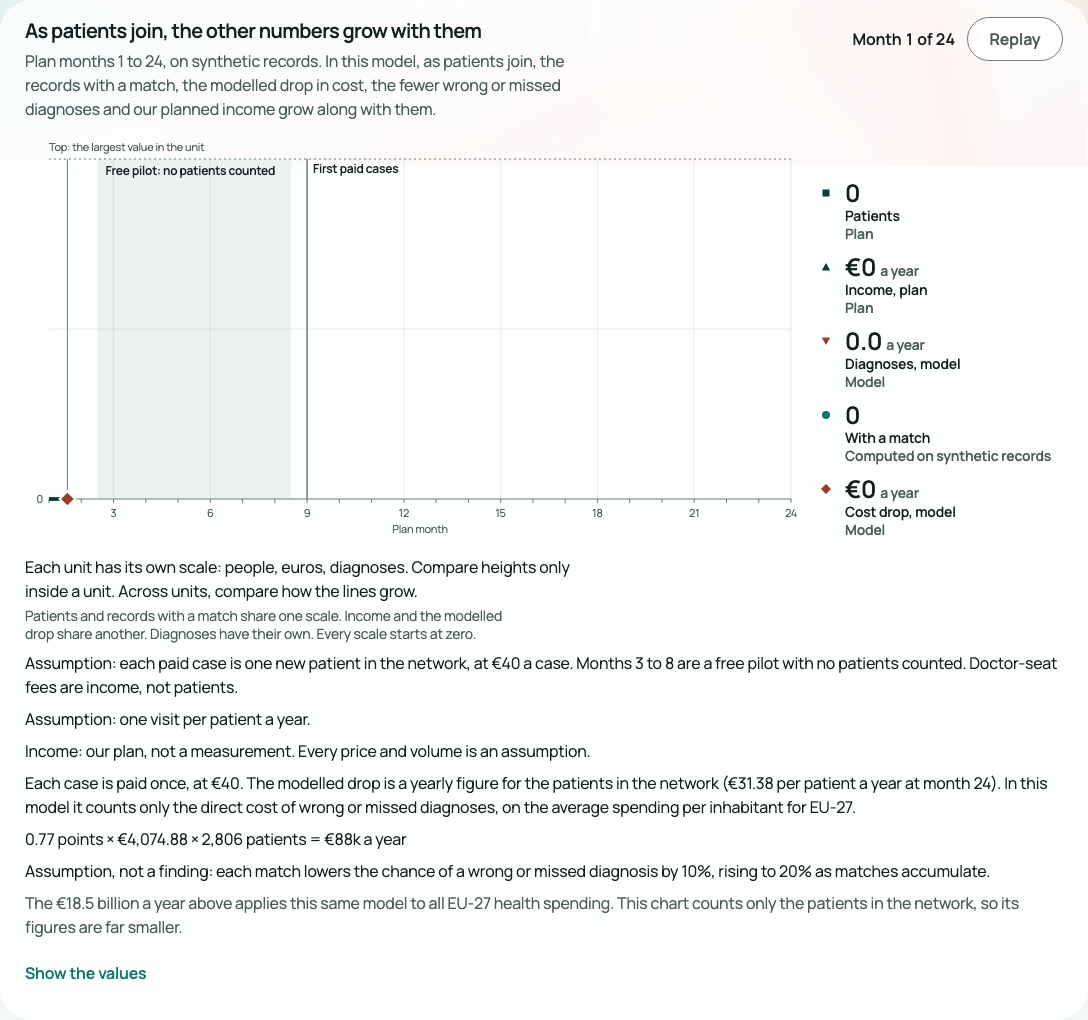 As patients join, the other numbers grow with them
Month 1 of 24
Replay
Plan months 1 to 24, on synthetic records. In this model, as patients join, the
records with a match, the modelled drop in cost, the fewer wrong or missed
diagnoses and our planned income grow along with them.
Top: the largest value in the unit
Free pilot: no patients counted
First paid cases
0
3
6
9
12
15
18
21
24
Plan month
0
Patients
Plan
€0 a year
Income, plan
Plan
0.0 a year
Diagnoses, model
Model
0
With a match
Computed on synthetic records
€0 a year
Cost drop, model
Model
Each unit has its own scale: people, euros, diagnoses. Compare heights only
inside a unit. Across units, compare how the lines grow.
Patients and records with a match share one scale. Income and the modelled
drop share another. Diagnoses have their own. Every scale starts at zero.
Assumption: each paid case is one new patient in the network, at €40 a case. Months 3 to 8 are a free pilot with no patients counted. Doctor-seat
fees are income, not patients.
Assumption: one visit per patient a year.
Income: our plan, not a measurement. Every price and volume is an assumption.
Each case is paid once, at €40. The modelled drop is a yearly figure for the patients in the network (€31.38 per patient a year at month 24). In this
model it counts only the direct cost of wrong or missed diagnoses, on the average spending per inhabitant for EU-27.
0.77 points × €4,074.88 × 2,806 patients = €88k a year
Assumption, not a finding: each match lowers the chance of a wrong or missed diagnosis by 10%, rising to 20% as matches accumulate.
The €18.5 billion a year above applies this same model to all EU-27 health spending. This chart counts only the patients in the network, so its
figures are far smaller.
Show the values